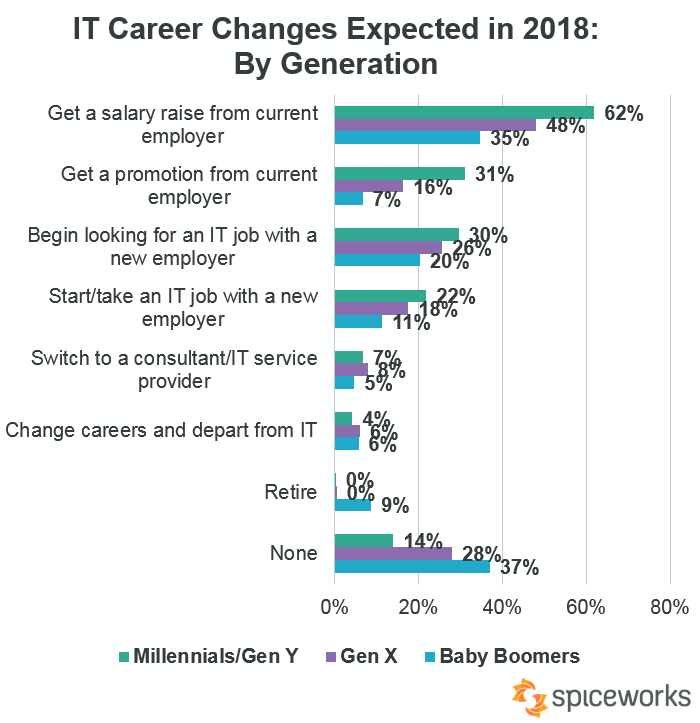 IT Career Changes Expected in 2018:
By Generation
Get a salary raise from current
employer
62%
48%
35%
Get a promotion from current
employer
31%
16%
7%
Begin looking for an IT job with a
new employer
30%
26%
20%
Start/take an IT job with a new
employer
22%
18%
11%
Switch to a consultant/IT service
provider
7%
8%
5%
Change careers and depart from IT
4%
6%
6%
Retire
0%
0%
9%
None
14%
28%
37%
0% 20% 40% 60% 80%
Millennials/Gen Y Gen X Baby Boomers
spiceworks